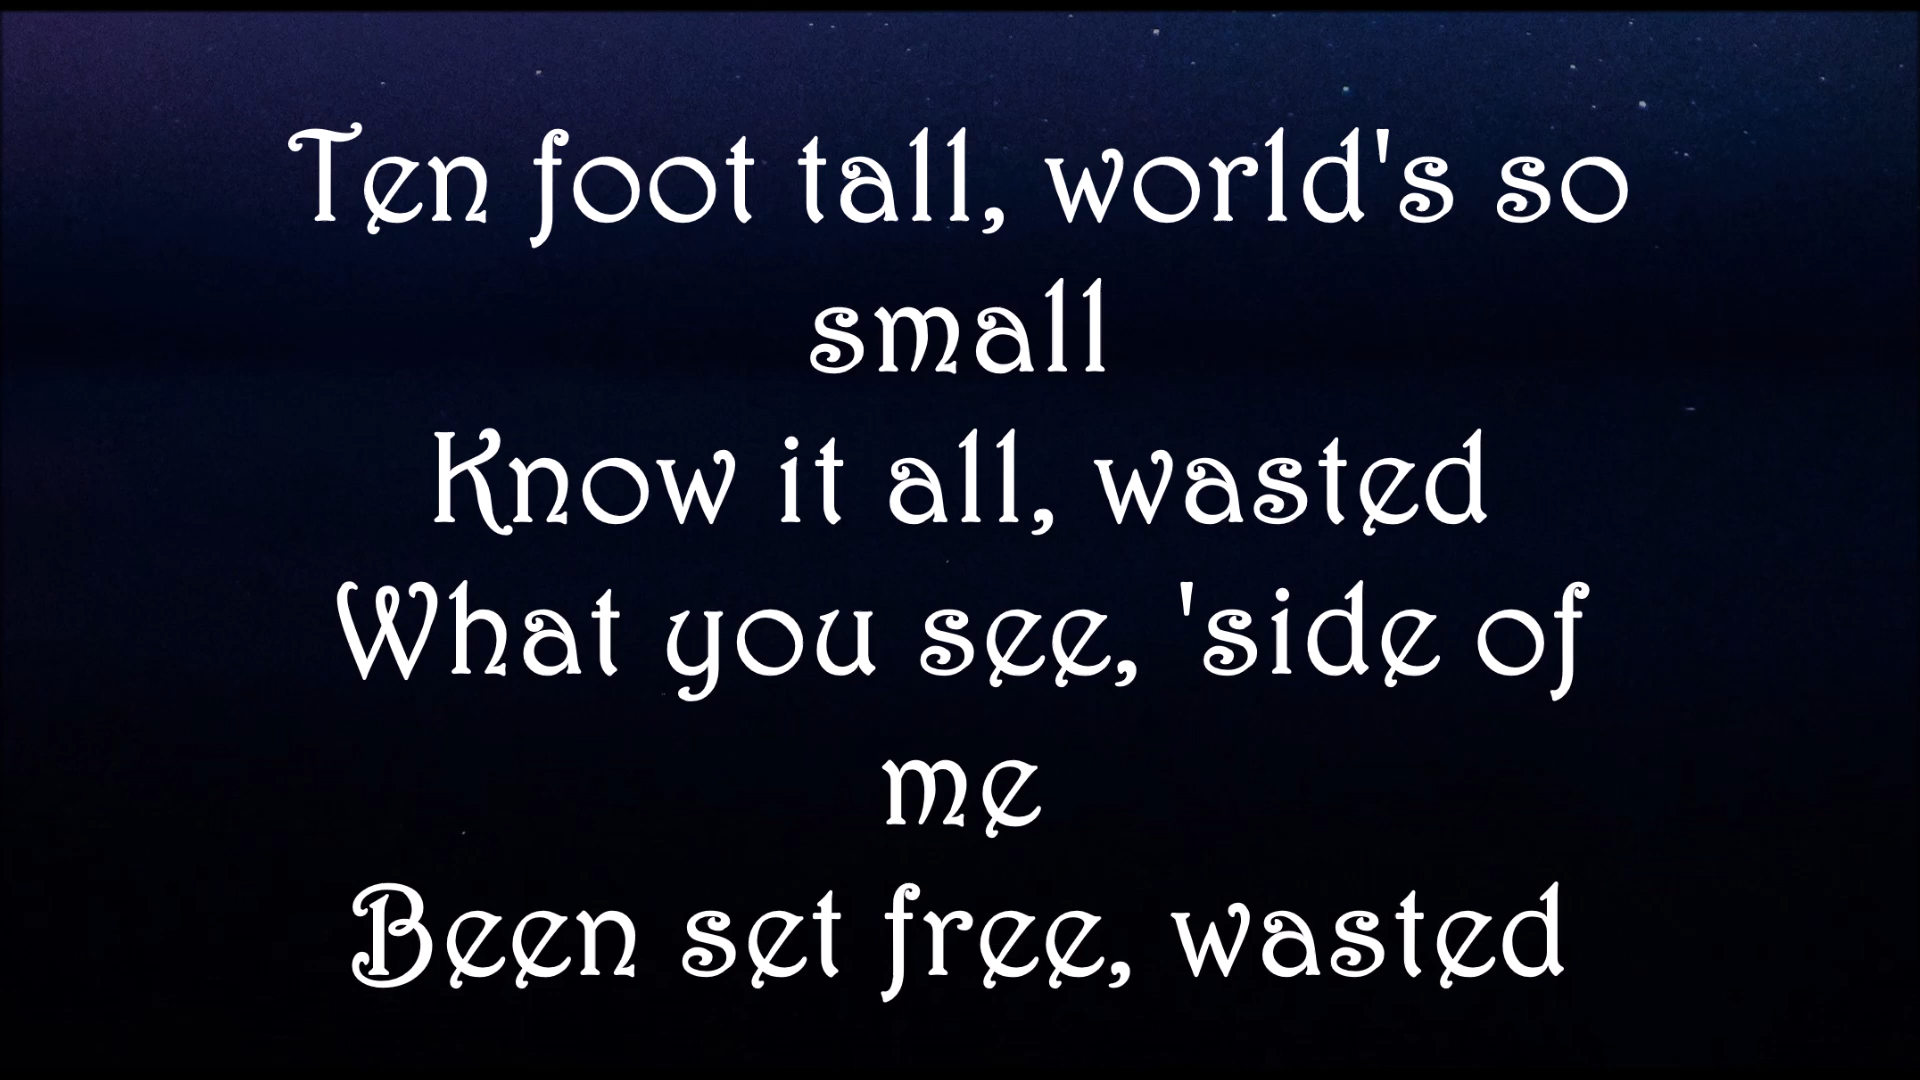 Ten foot tall, world's so
small
Know it all, wasted
What you see, 'side of
me
Been set free, wasted